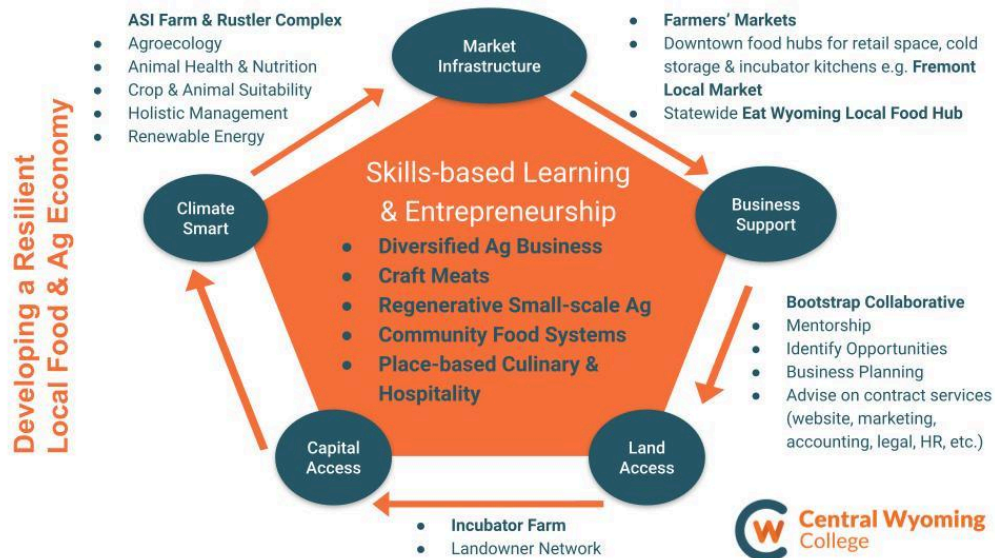 Developing a Resilient
Local Food & Ag Economy
ASI Farm & Rustler Complex
● Agroecology
● Animal Health & Nutrition
● Crop & Animal Suitability
● Holistic Management
● Renewable Energy
Market
Infrastructure
● Farmers’ Markets
● Downtown food hubs for retail space, cold
storage & incubator kitchens e.g. Fremont
Local Market
● Statewide Eat Wyoming Local Food Hub
Climate
Smart
Skills-based Learning
& Entrepreneurship
● Diversified Ag Business
● Craft Meats
● Regenerative Small-scale Ag
● Community Food Systems
● Place-based Culinary &
Hospitality
Business
Support
Bootstrap Collaborative
● Mentorship
● Identify Opportunities
● Business Planning
● Advise on contract services
(website, marketing,
accounting, legal, HR, etc.)
Capital
Access
Land
Access
● Incubator Farm
● Landowner Network
CW
Central Wyoming
College